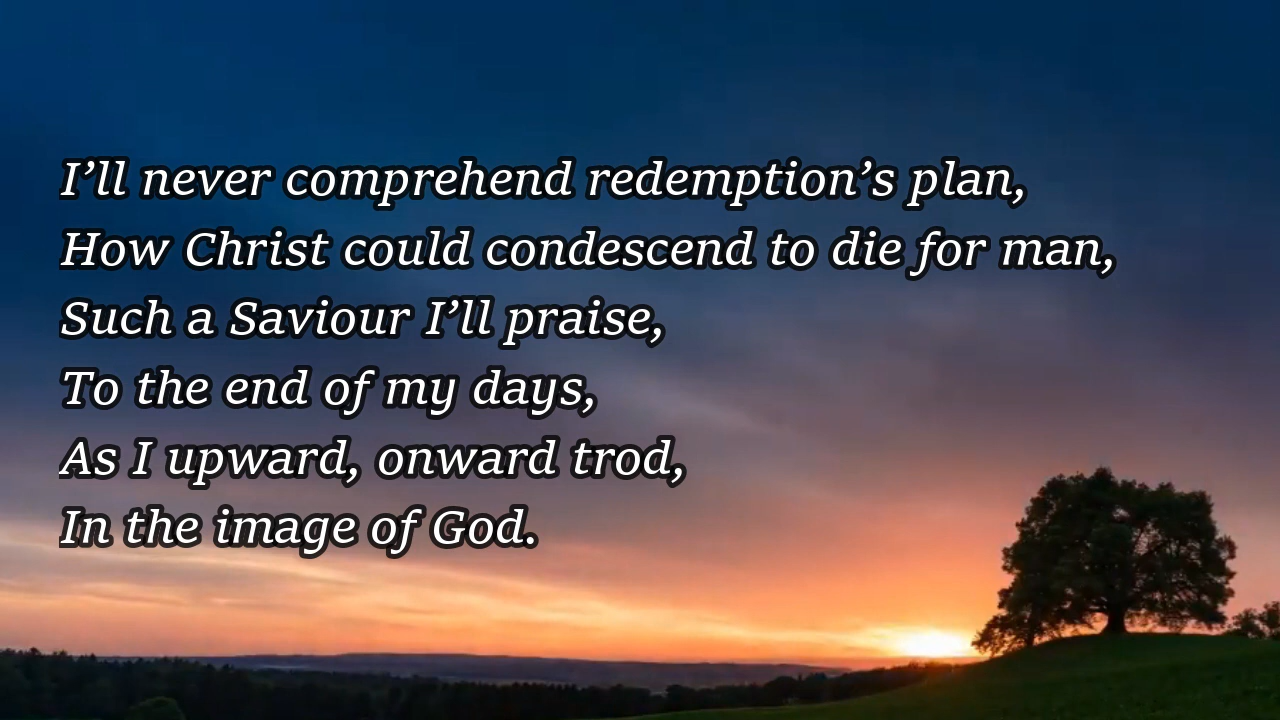 I’ll never comprehend redemption’s plan,
How Christ could condescend to die for man,
Such a Saviour I’ll praise,
To the end of my days,
As I upward, onward trod,
In the image of God.